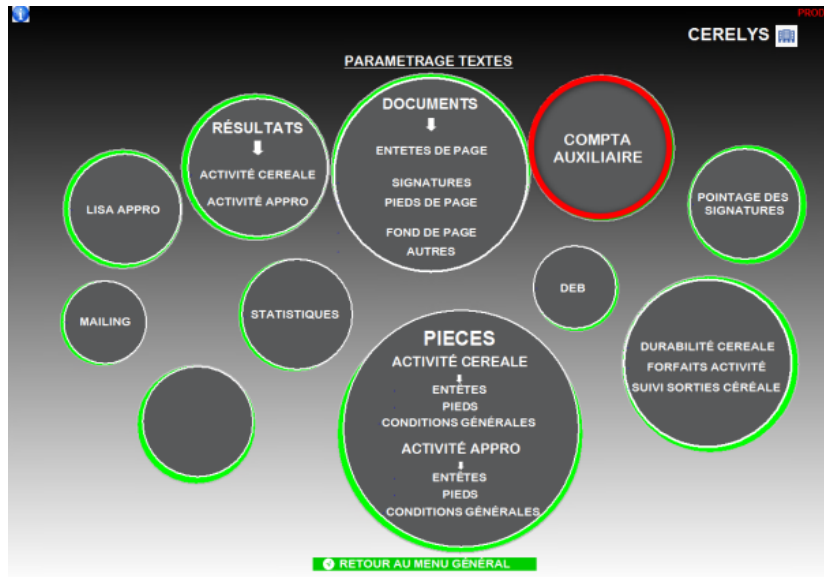 PROD
CERELYS
PARAMETRAGE TEXTES
DOCUMENTS
ENTETES DE PAGE
SIGNATURES
PIEDS DE PAGE
FOND DE PAGE
AUTRES
RÉSULTATS
ACTIVITÉ CEREALE
ACTIVITÉ APPRO
COMPTA
AUXILIAIRE
LISA APPRO
POINTAGE DES
SIGNATURES
MAILING
STATISTIQUES
DEB
PIECES
ACTIVITÉ CEREALE
ENTÊTES
PIEDS
CONDITIONS GÉNÉRALES
ACTIVITÉ APPRO
ENTÊTES
PIEDS
CONDITIONS GÉNÉRALES
DURABILITÉ CEREALE
FORFAITS ACTIVITÉ
SUIVI SORTIES CÉRÉALE
RETOUR AU MENU GÉNÉRAL